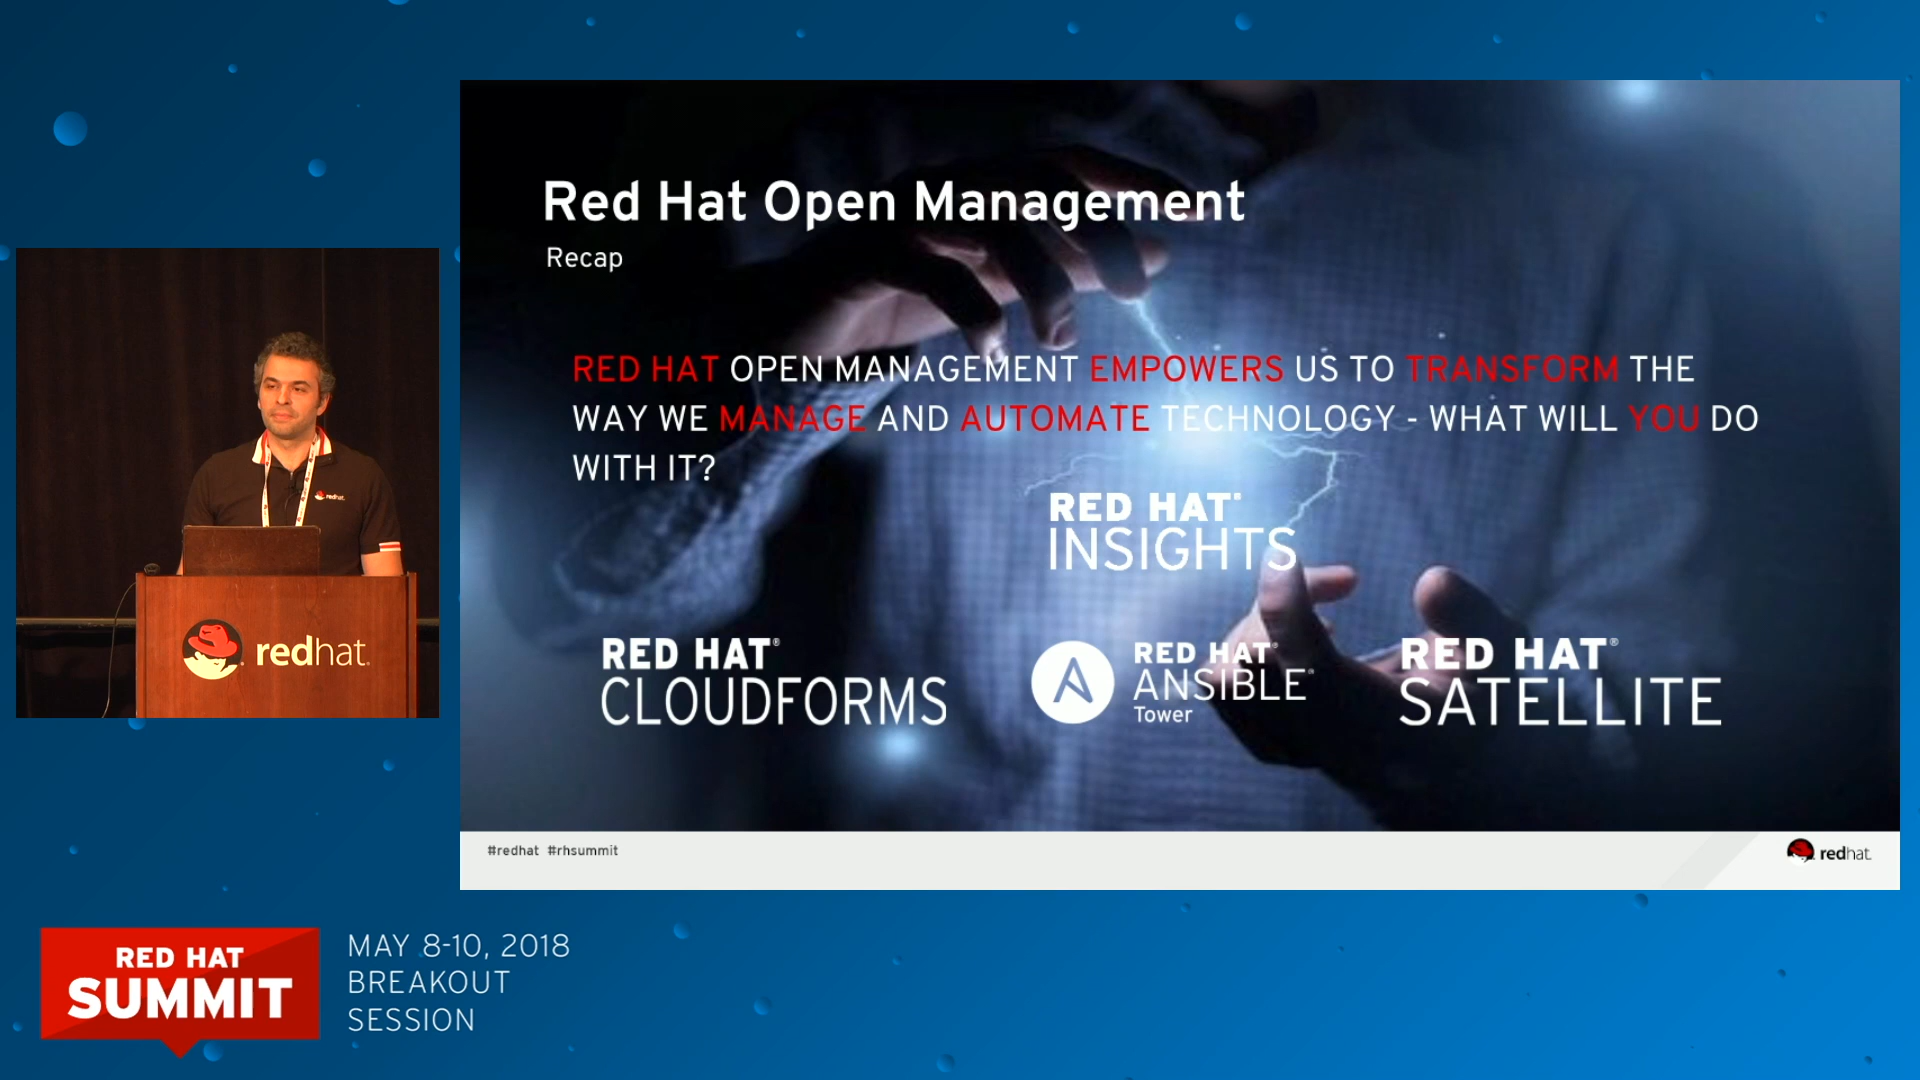 Red Hat Open Management
Recap
RED HAT OPEN MANAGEMENT EMPOWERS US TO TRANSFORM THE
WAY WE MANAGE AND AUTOMATE TECHNOLOGY - WHAT WILL YOU DO
WITH IT?
RED HAT
INSIGHTS
RED HAT®
CLOUDFORMS
RED HAT®
ANSIBLE®
Tower
RED HAT®
SATELLITE
#redhat #rhsummit
redhat.
redhat.
redhat.
RED HAT
SUMMIT
MAY 8-10, 2018
BREAKOUT
SESSION